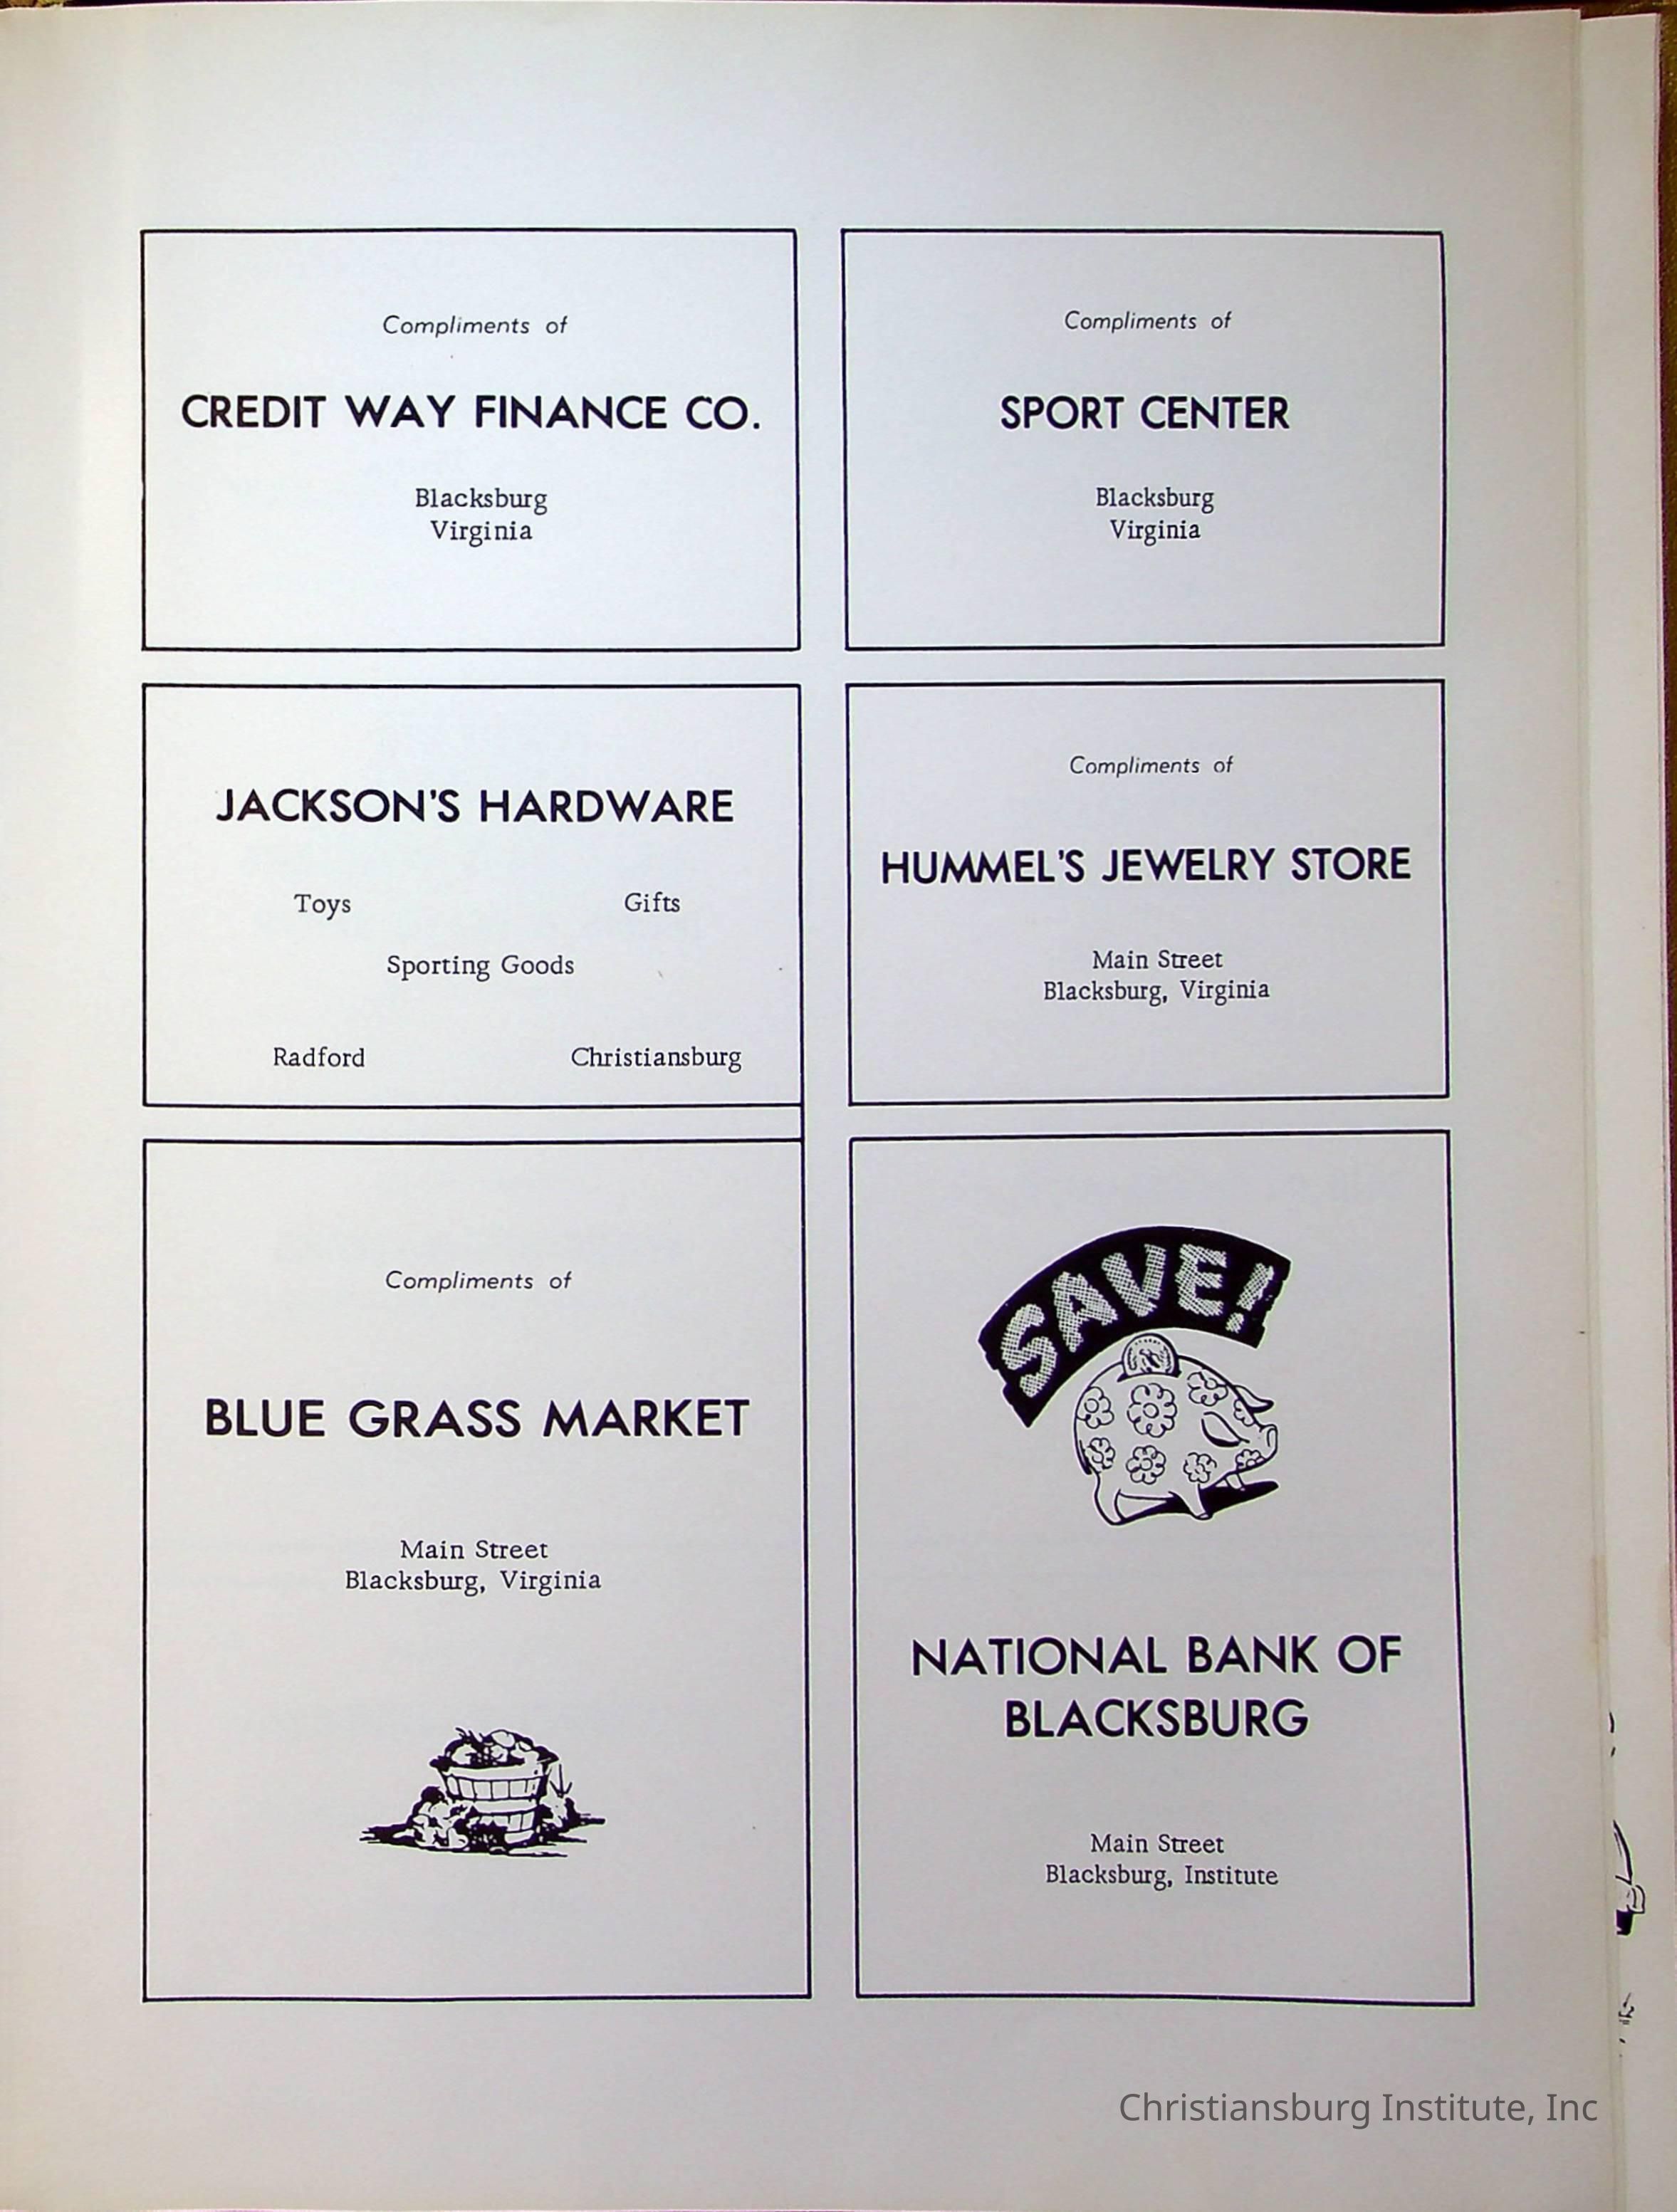 Compliments of
CREDIT WAY FINANCE CO.
Blacksburg
Virginia
Compliments of
SPORT CENTER
Blacksburg
Virginia
JACKSON'S HARDWARE
Toys Gifts
Sporting Goods
Radford Christiansburg
Compliments of
HUMMEL'S JEWELRY STORE
Main Street
Blacksburg, Virginia
Compliments of
BLUE GRASS MARKET
Main Street
Blacksburg, Virginia
SAVE!
NATIONAL BANK OF
BLACKSBURG
Main Street
Blacksburg, Institute
Christiansburg Institute, Inc